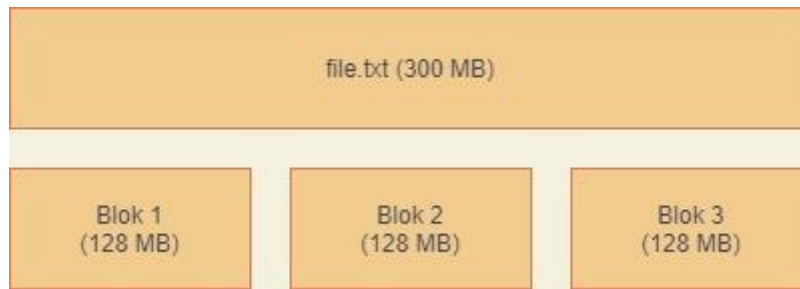 file.txt (300 MB)
Blok 1
(128 MB)
Blok 2
(128 MB)
Blok 3
(128 MB)